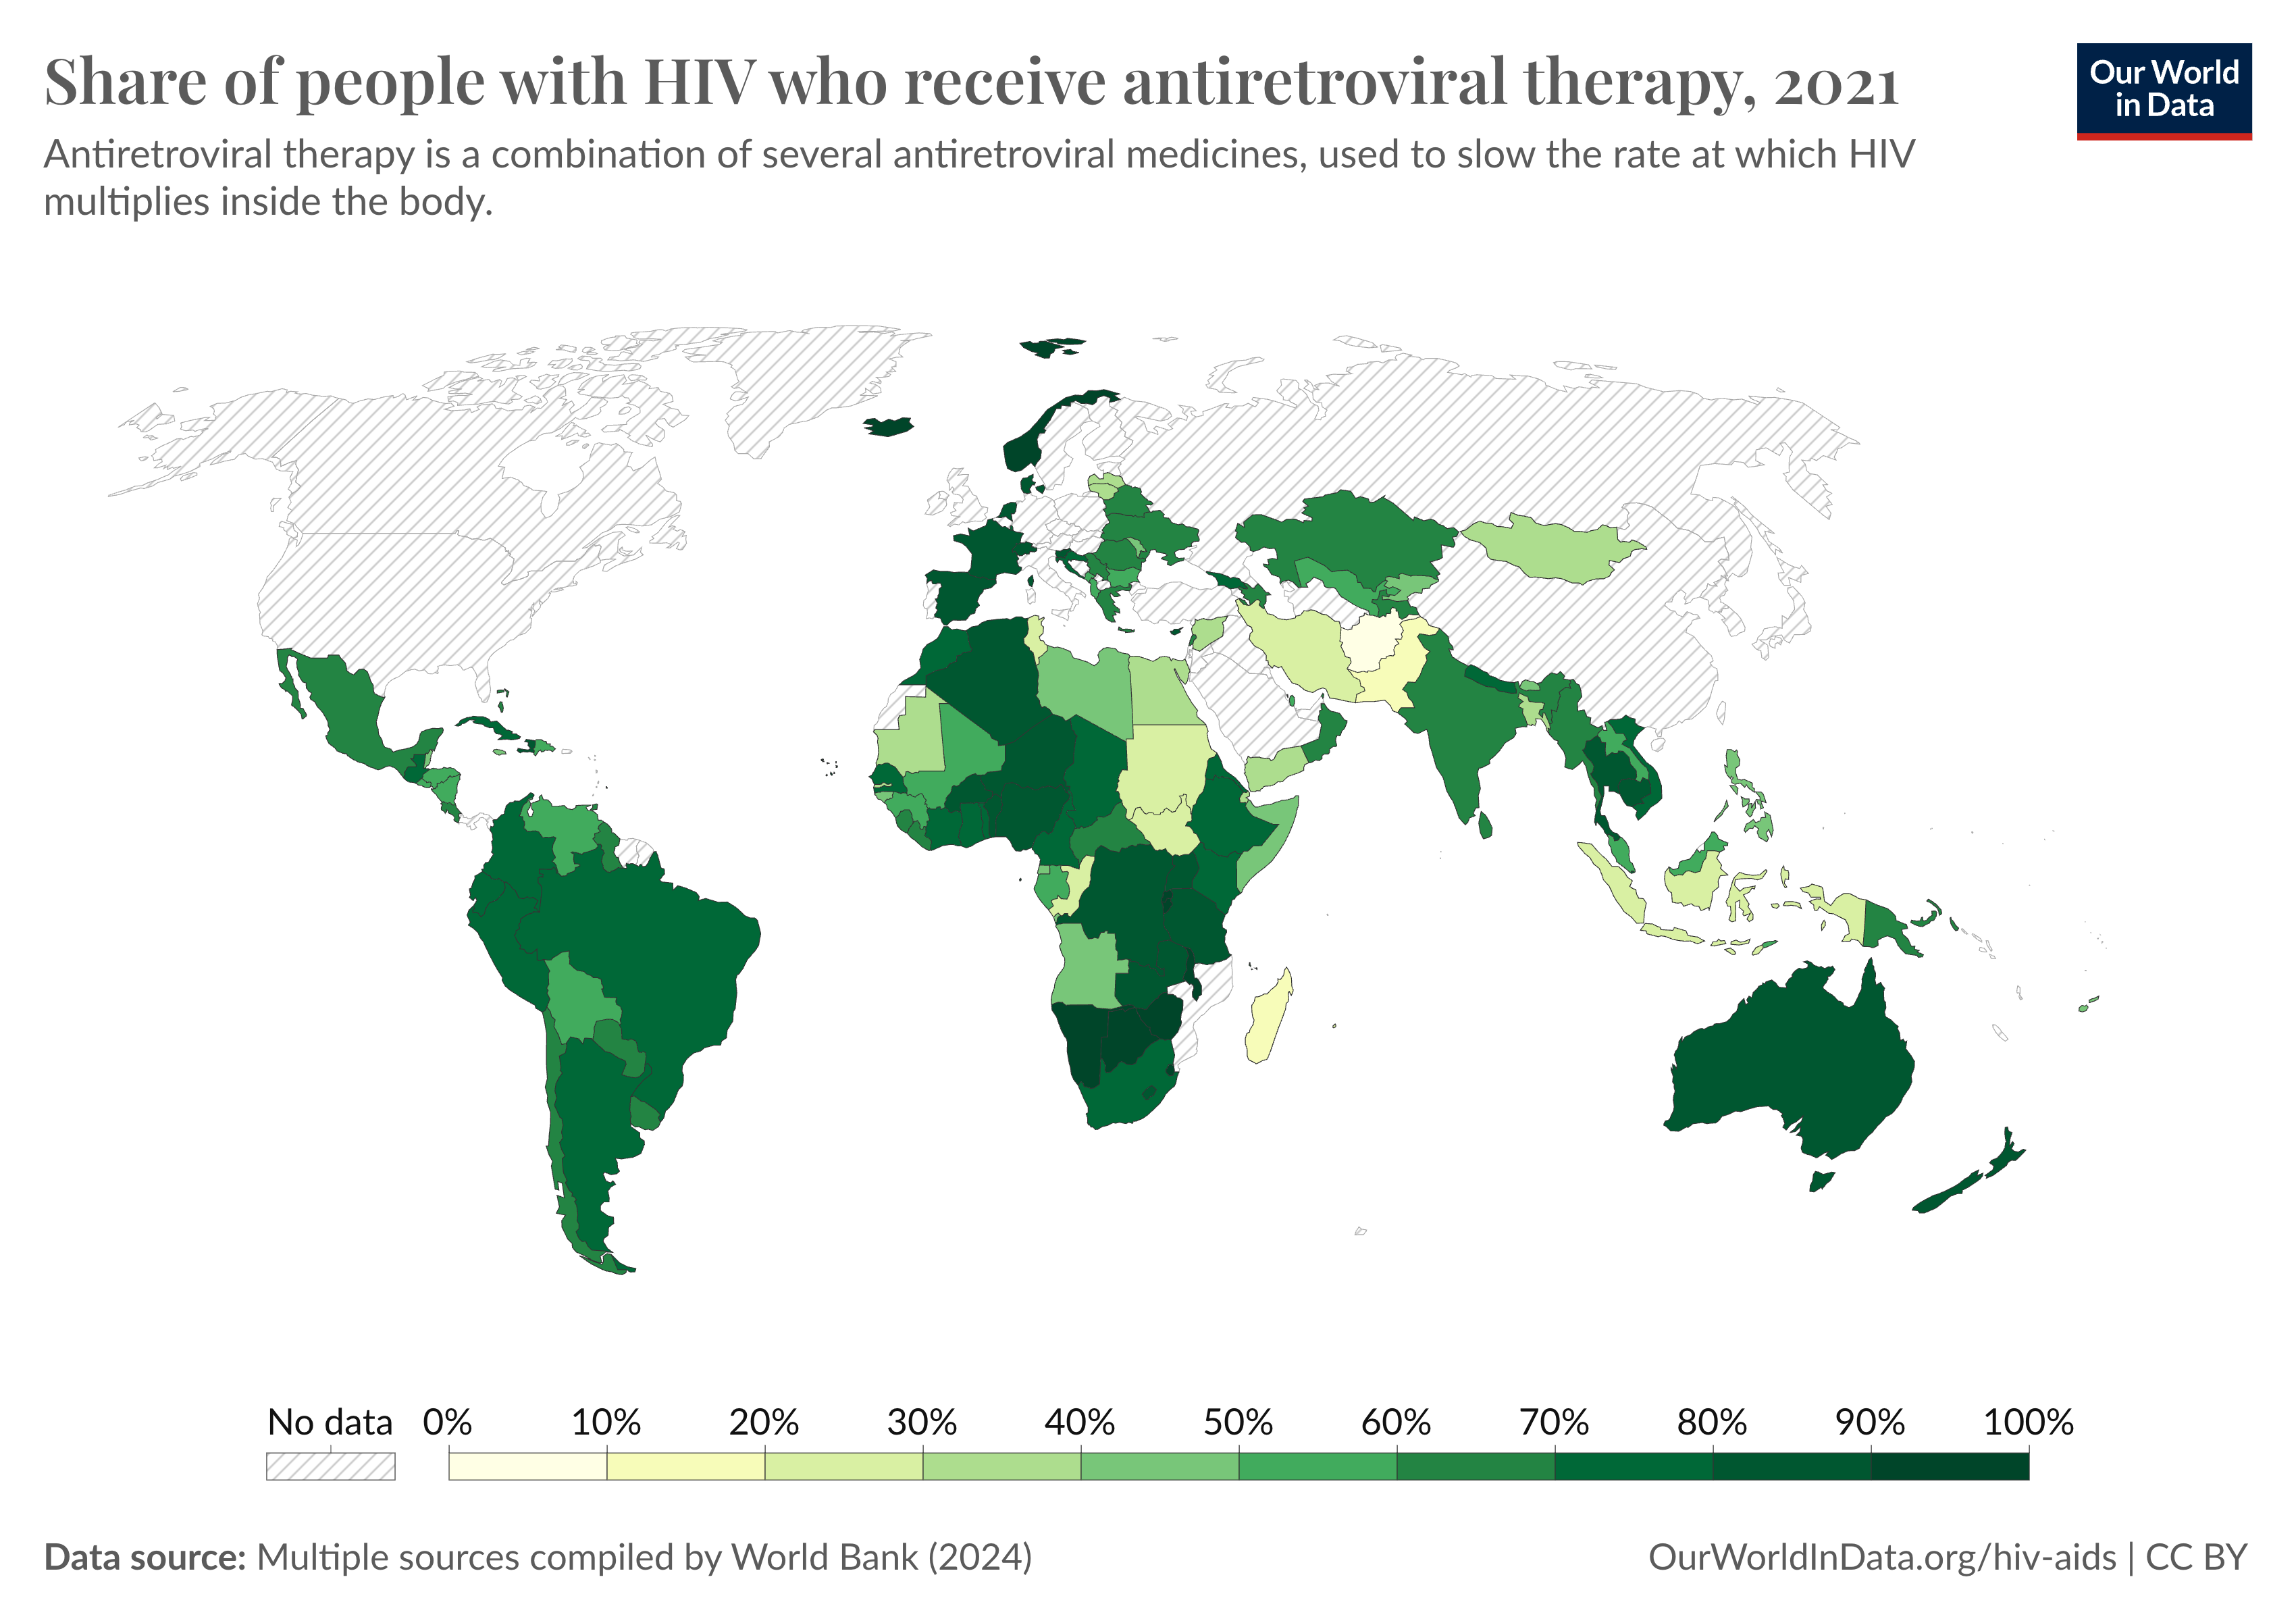 Share of people with HIV who receive antiretroviral therapy, 2021
Our World
in Data
Antiretroviral therapy is a combination of several antiretroviral medicines, used to slow the rate at which HIV
multiplies inside the body.
No data 0% 10% 20% 30% 40% 50% 60% 70% 80% 90% 100%
Data source: Multiple sources compiled by World Bank (2024)
OurWorldInData.org/hiv-aids | CC BY